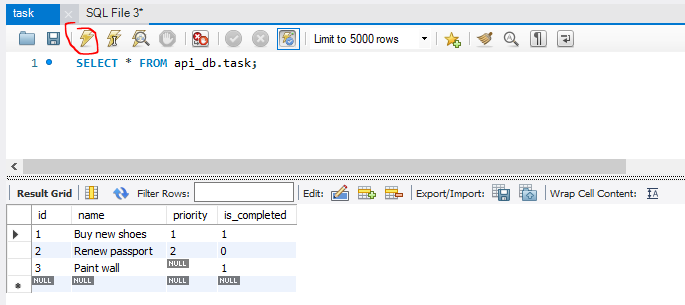 task SQL File 3*
Limit to 5000 rows
1 SELECT * FROM api_db.task;
Result Grid Filter Rows: Edit: Export/Import: Wrap Cell Content:
id name priority is_completed
1 Buy new shoes 1 1
2 Renew passport 2 0
3 Paint wall NULL 1
NULL NULL NULL NULL